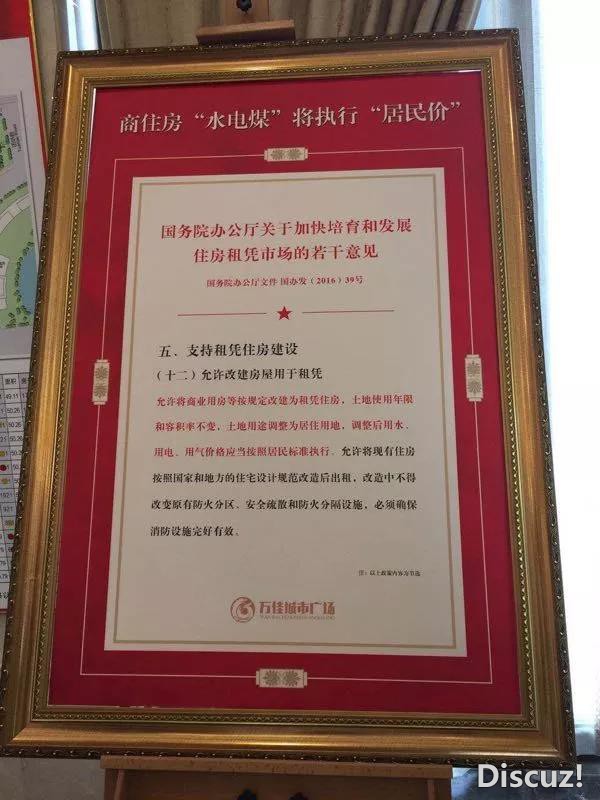 商住房“水电煤”将执行“居民价”
国务院办公厅关于加快培育和发展
住房租赁市场的若干意见
国务院办公厅文件 国办发（2016）39号
五、支持租赁住房建设
（十二）允许改建房屋用于租赁
允许将商业用房等按规定改建为租赁住房，土地使用年限
和容积率不变，土地用途调整为居住用地，调整后用水、
用电、用气价格应当按照居民标准执行。允许将现有住房
按照国家和地方的住宅设计规范改造后出租，改造中不得
改变原有防火分区、安全疏散和防火分隔设施，必须确保
消防设施完好有效。
注：以上政策内容为节选
万佳城市广场
Discuz!